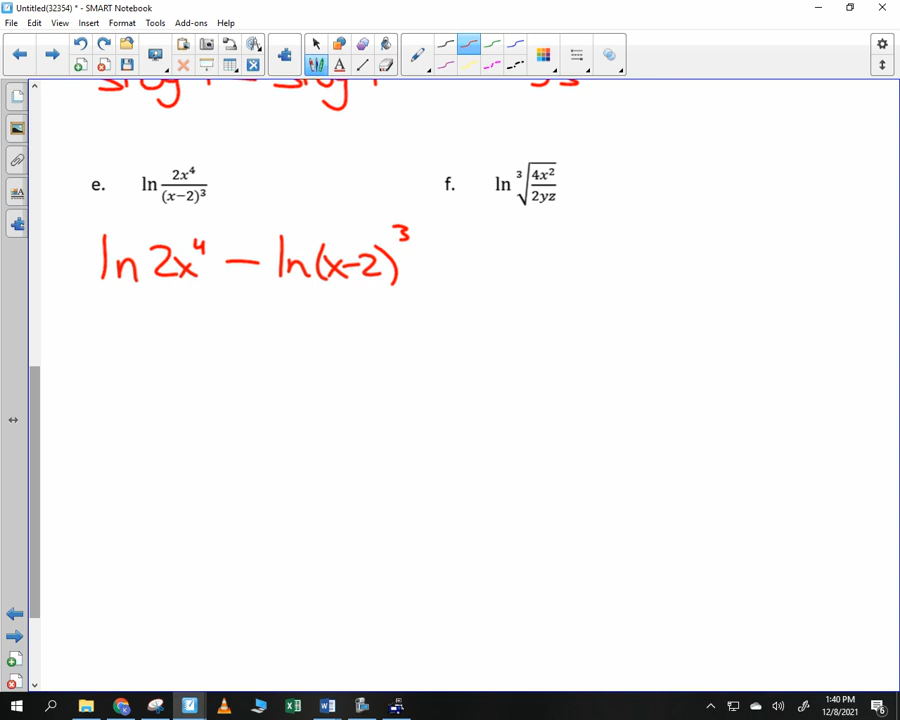 Untitled(32354) * - SMART Notebook
File Edit View Insert Format Tools Add-ons Help
e. ln 2x⁴/(x−2)³
f. ln ∛(4x²/2yz)
ln 2x⁴ − ln(x-2)³
1:40 PM
12/8/2021